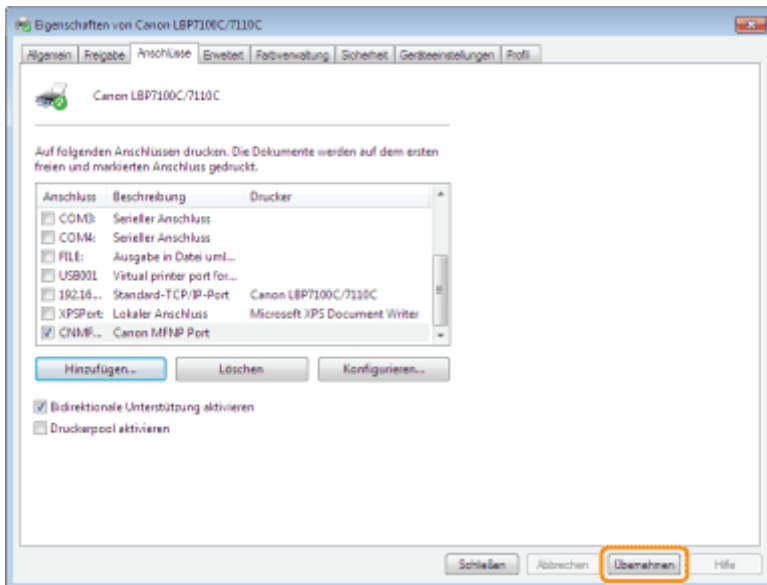 Eigenschaften von Canon LBP7100C/7110C
Allgemein Freigabe Anschlüsse Erweitert Farbverwaltung Sicherheit Geräteeinstellungen Profil
Canon LBP7100C/7110C
Auf folgenden Anschlüssen drucken. Die Dokumente werden auf dem ersten
freien und markierten Anschluss gedruckt.
Anschluss Beschreibung Drucker
COM3: Serieller Anschluss
COM4: Serieller Anschluss
FILE: Ausgabe in Datei uml...
USB001 Virtual printer port for...
192.16... Standard-TCP/IP-Port Canon LBP7100C/7110C
XPSPort: Lokaler Anschluss Microsoft XPS Document Writer
CNMF... Canon MFNP Port
Hinzufügen... Löschen Konfigurieren...
Bidirektionale Unterstützung aktivieren
Druckerpool aktivieren
Schließen Abbrechen Übernehmen Hilfe